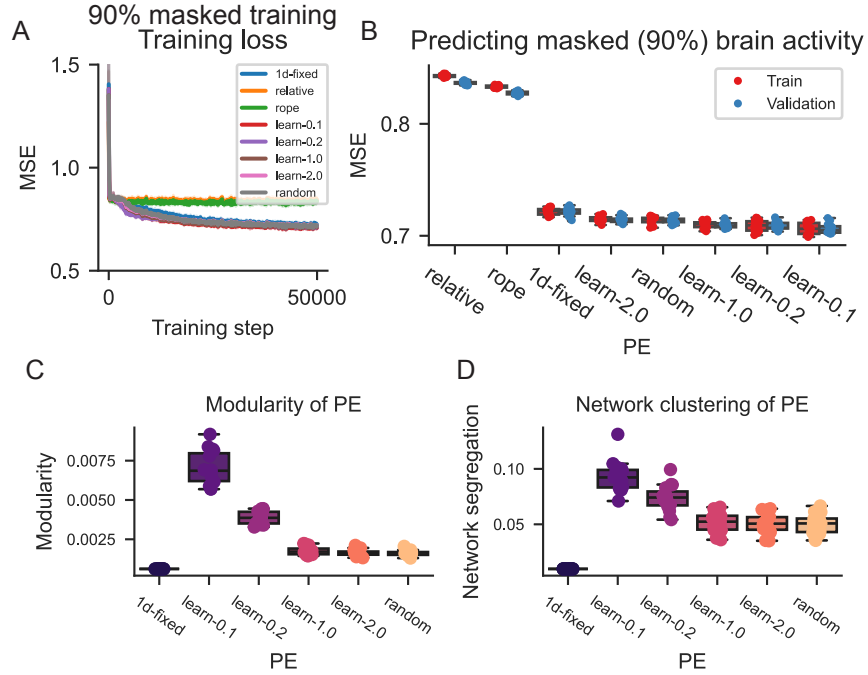 A
90% masked training
Training loss
1.5
1.0
0.5
MSE
0
50000
Training step
1d-fixed
relative
rope
learn-0.1
learn-0.2
learn-1.0
learn-2.0
random
B
Predicting masked (90%) brain activity
Train
Validation
0.8
0.7
MSE
relative
rope
1d-fixed
learn-2.0
random
learn-1.0
learn-0.2
learn-0.1
PE
C
Modularity of PE
0.0075
0.0050
0.0025
Modularity
1d-fixed
learn-0.1
learn-0.2
learn-1.0
learn-2.0
random
PE
D
Network clustering of PE
0.10
0.05
Network segregation
1d-fixed
learn-0.1
learn-0.2
learn-1.0
learn-2.0
random
PE